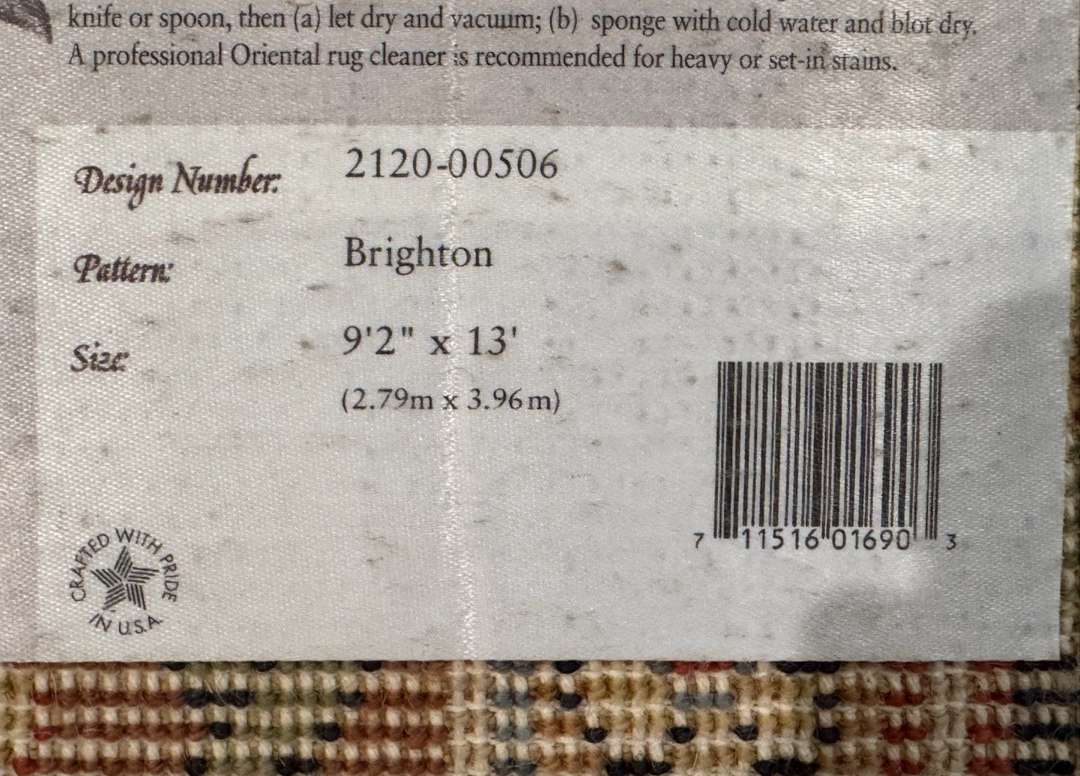 knife or spoon, then (a) let dry and vacuum; (b) sponge with cold water and blot dry.
A professional Oriental rug cleaner is recommended for heavy or set-in stains.
Design Number: 2120-00506
Pattern: Brighton
Size: 9'2" x 13'
(2.79m x 3.96m)
7 11516 01690 3
CRAFTED WITH PRIDE
IN U.S.A.